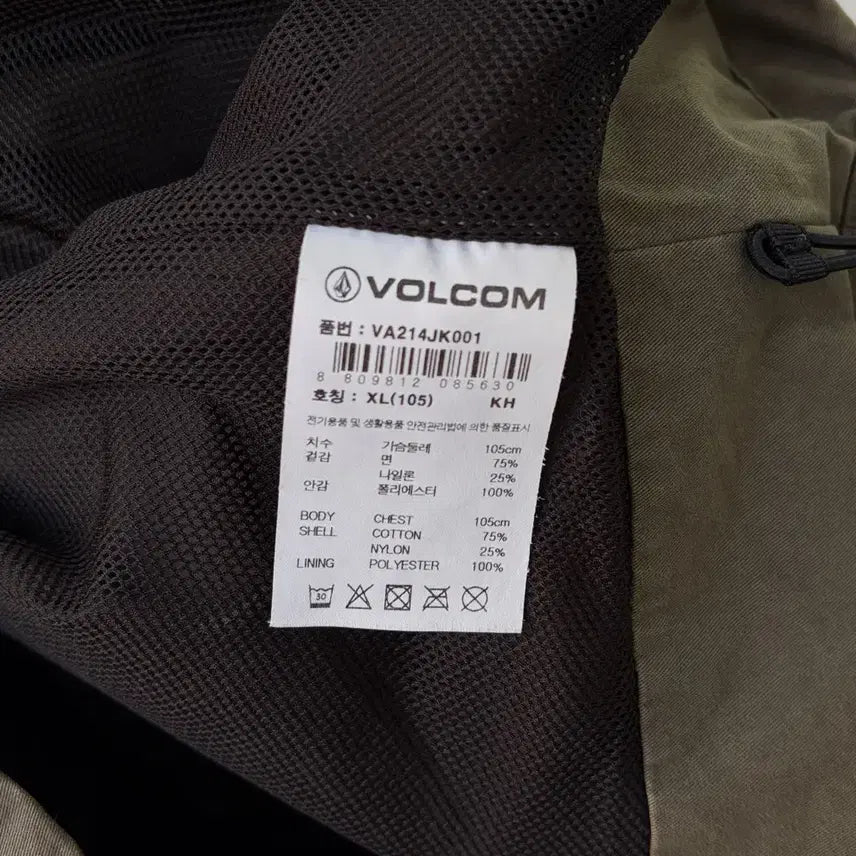 VOLCOM
품번 : VA214JK001
8 809812 085630
호칭 : XL(105) KH
전기용품 및 생활용품 안전관리법에 의한 품질표시
치수 가슴둘레 105cm
겉감 면 75%
나일론 25%
안감 폴리에스터 100%
BODY CHEST 105cm
SHELL COTTON 75%
NYLON 25%
LINING POLYESTER 100%
30